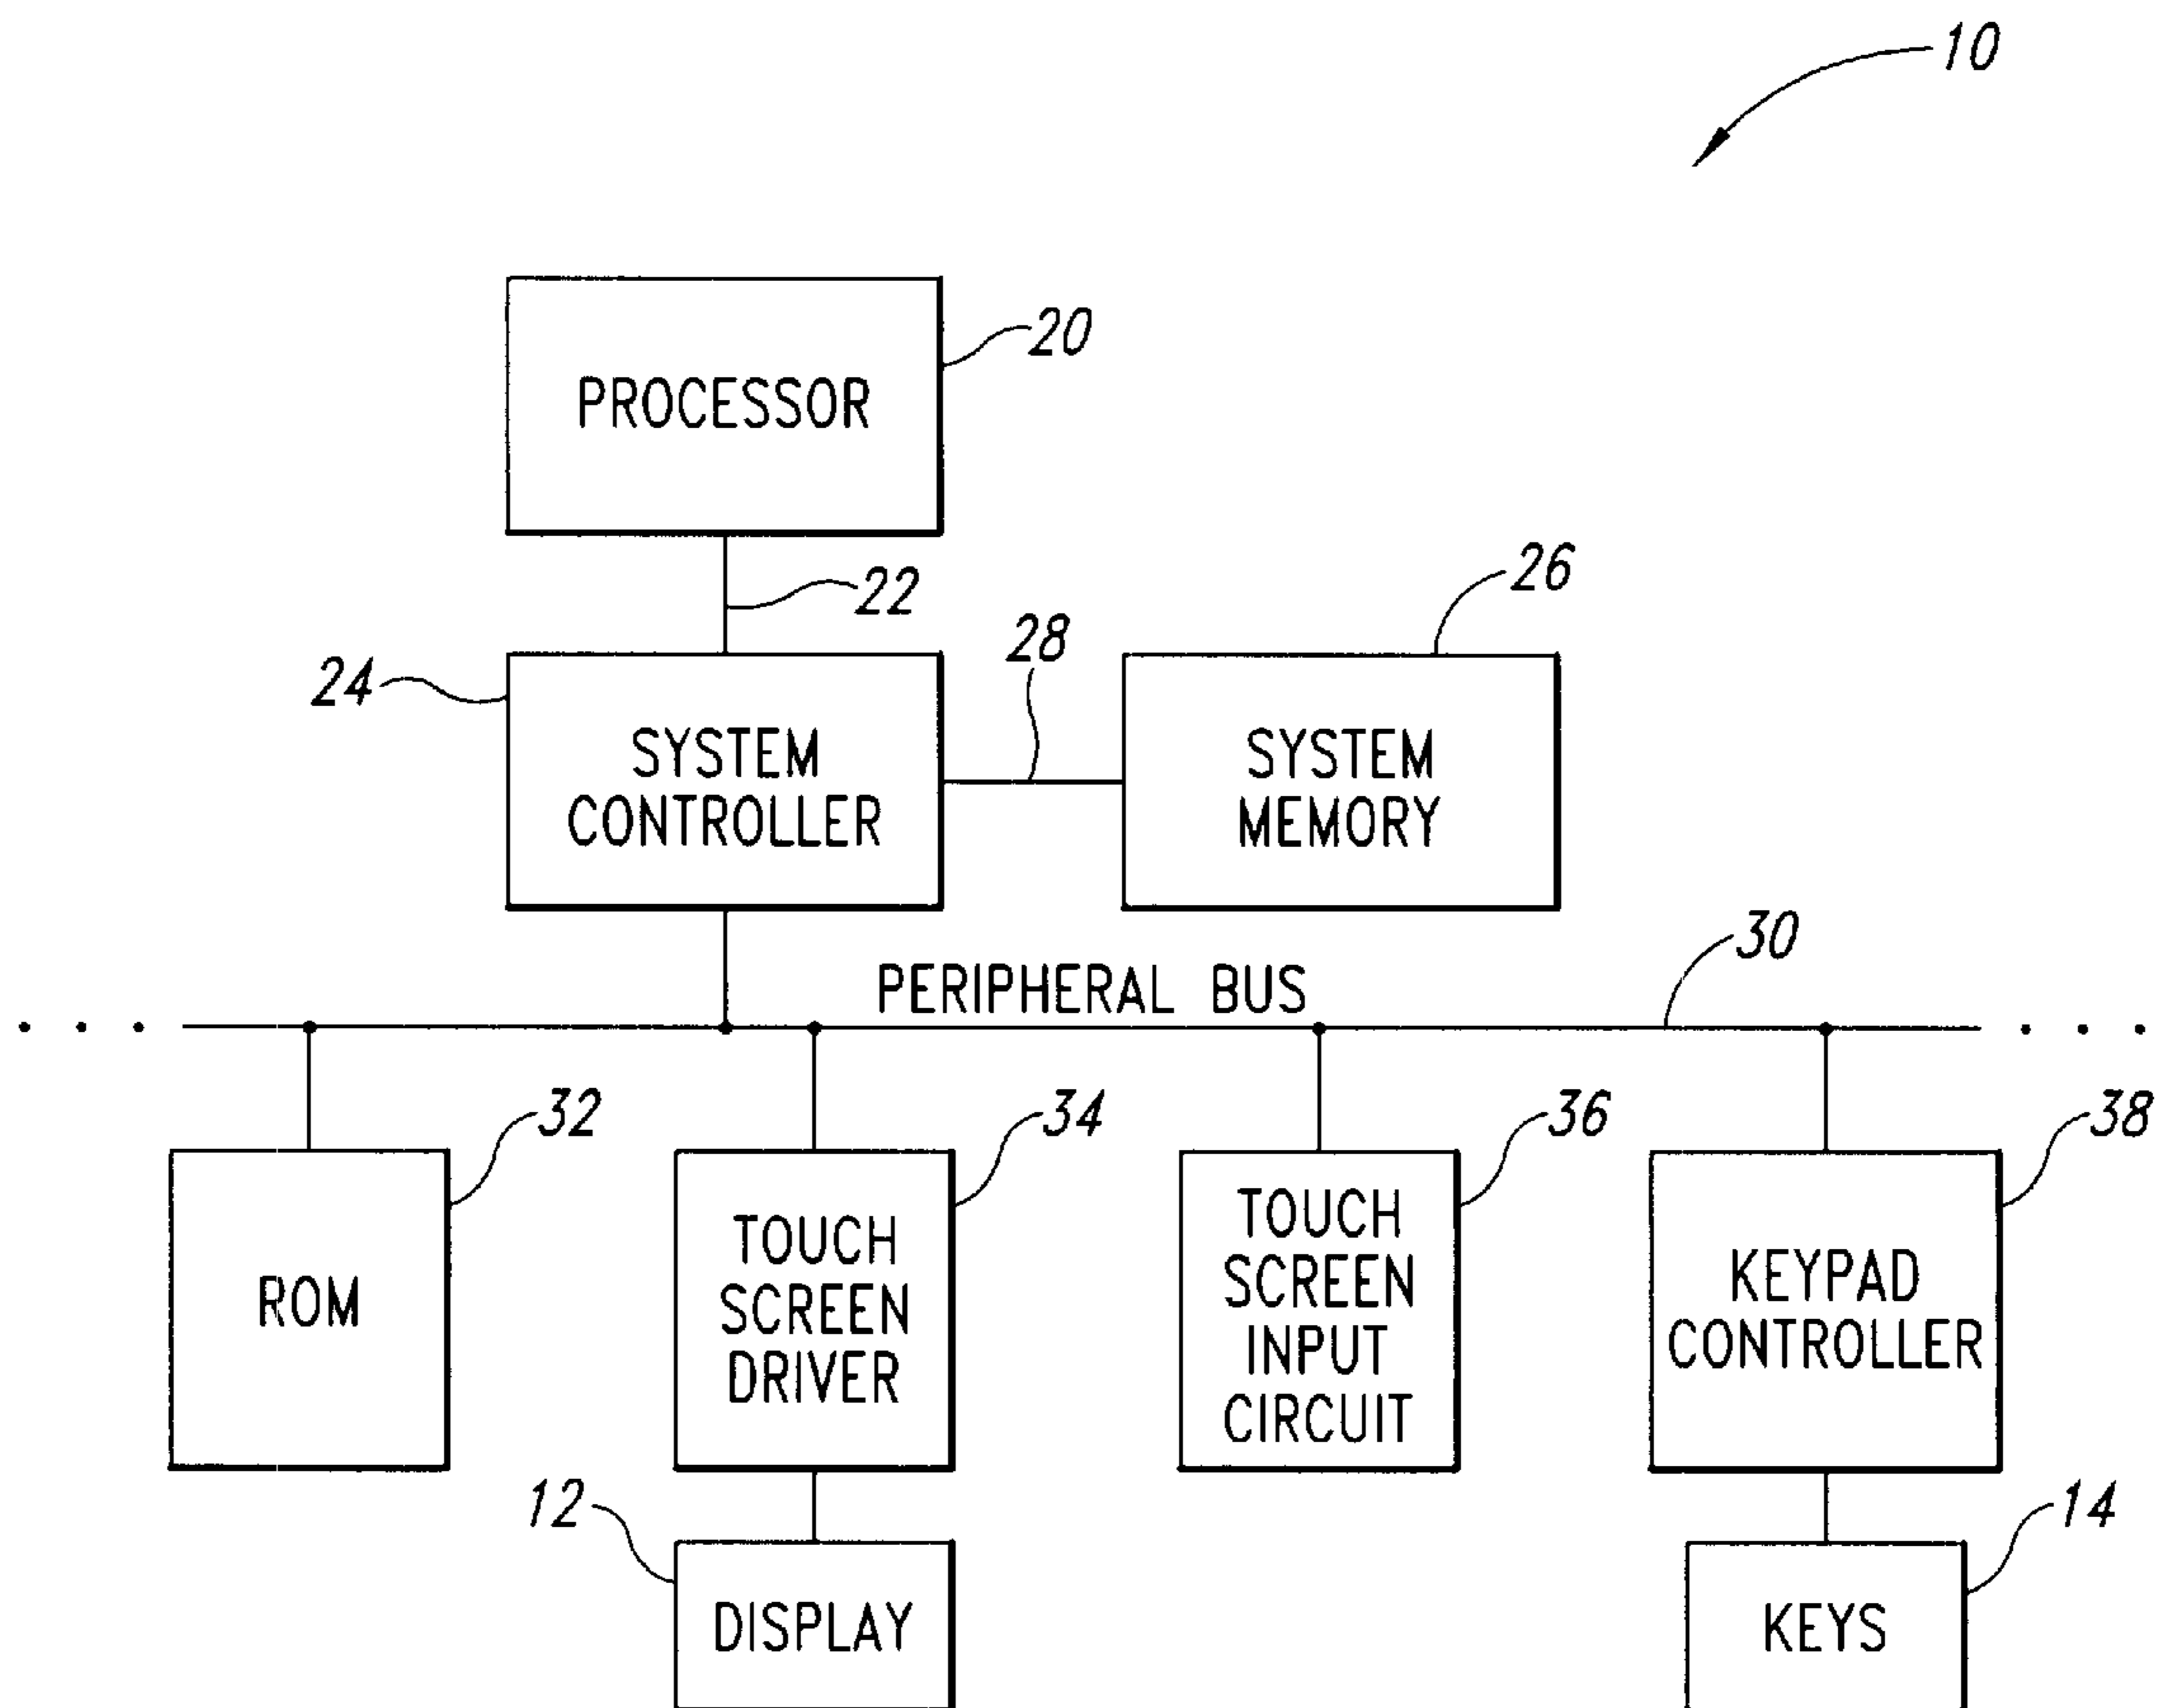 10
PROCESSOR
20
22
24
SYSTEM
CONTROLLER
28
26
SYSTEM
MEMORY
PERIPHERAL BUS
30
32
ROM
34
TOUCH
SCREEN
DRIVER
36
TOUCH
SCREEN
INPUT
CIRCUIT
38
KEYPAD
CONTROLLER
12
DISPLAY
14
KEYS